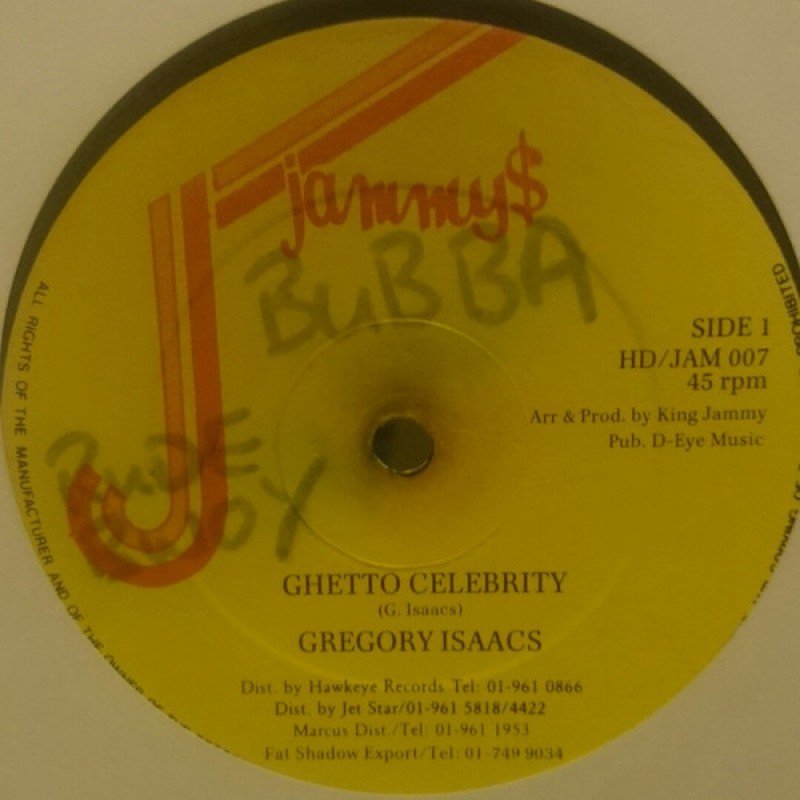 jammy$
BUBBA
SIDE 1
HD/JAM 007
45 rpm
Arr & Prod. by King Jammy
Pub. D-Eye Music
RUDE
BOY
GHETTO CELEBRITY
(G. Isaacs)
GREGORY ISAACS
Dist. by Hawkeye Records Tel: 01-961 0866
Dist. by Jet Star/01-961 5818/4422
Marcus Dist./Tel: 01-961 1953
Fat Shadow Export/Tel: 01-749 9034
ALL RIGHTS OF THE MANUFACTURER AND OF THE OWNER OF